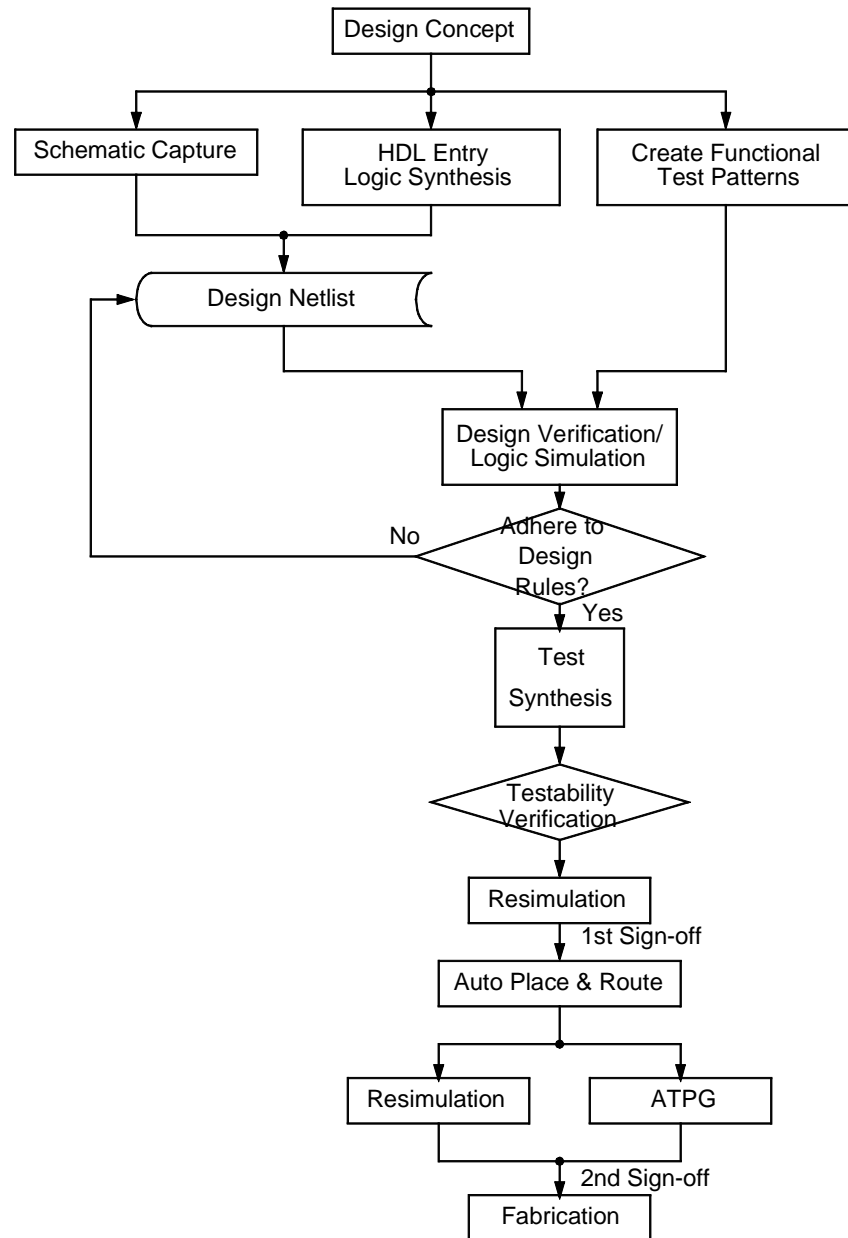 Design Concept
Schematic Capture
HDL Entry
Logic Synthesis
Create Functional
Test Patterns
Design Netlist
Design Verification/
Logic Simulation
No
Adhere to
Design
Rules?
Yes
Test
Synthesis
Testability
Verification
Resimulation
1st Sign-off
Auto Place & Route
Resimulation
ATPG
2nd Sign-off
Fabrication